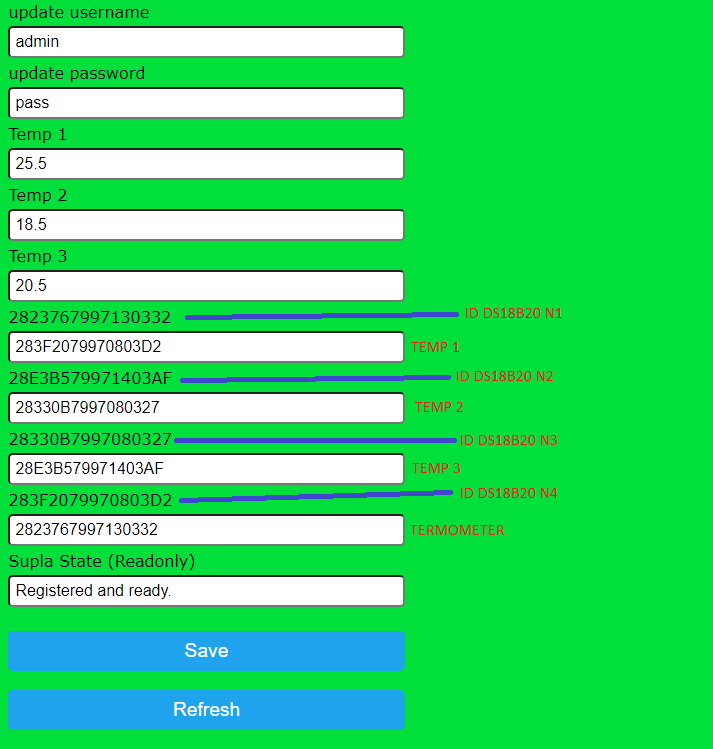 update username
admin
update password
pass
Temp 1
25.5
Temp 2
18.5
Temp 3
20.5
2823767997130332 ID DS18B20 N1
283F2079970803D2 TEMP 1
28E3B579971403AF ID DS18B20 N2
28330B7997080327 TEMP 2
28330B7997080327 ID DS18B20 N3
28E3B579971403AF TEMP 3
283F2079970803D2 ID DS18B20 N4
2823767997130332 TERMOMETER
Supla State (Readonly)
Registered and ready.
Save
Refresh